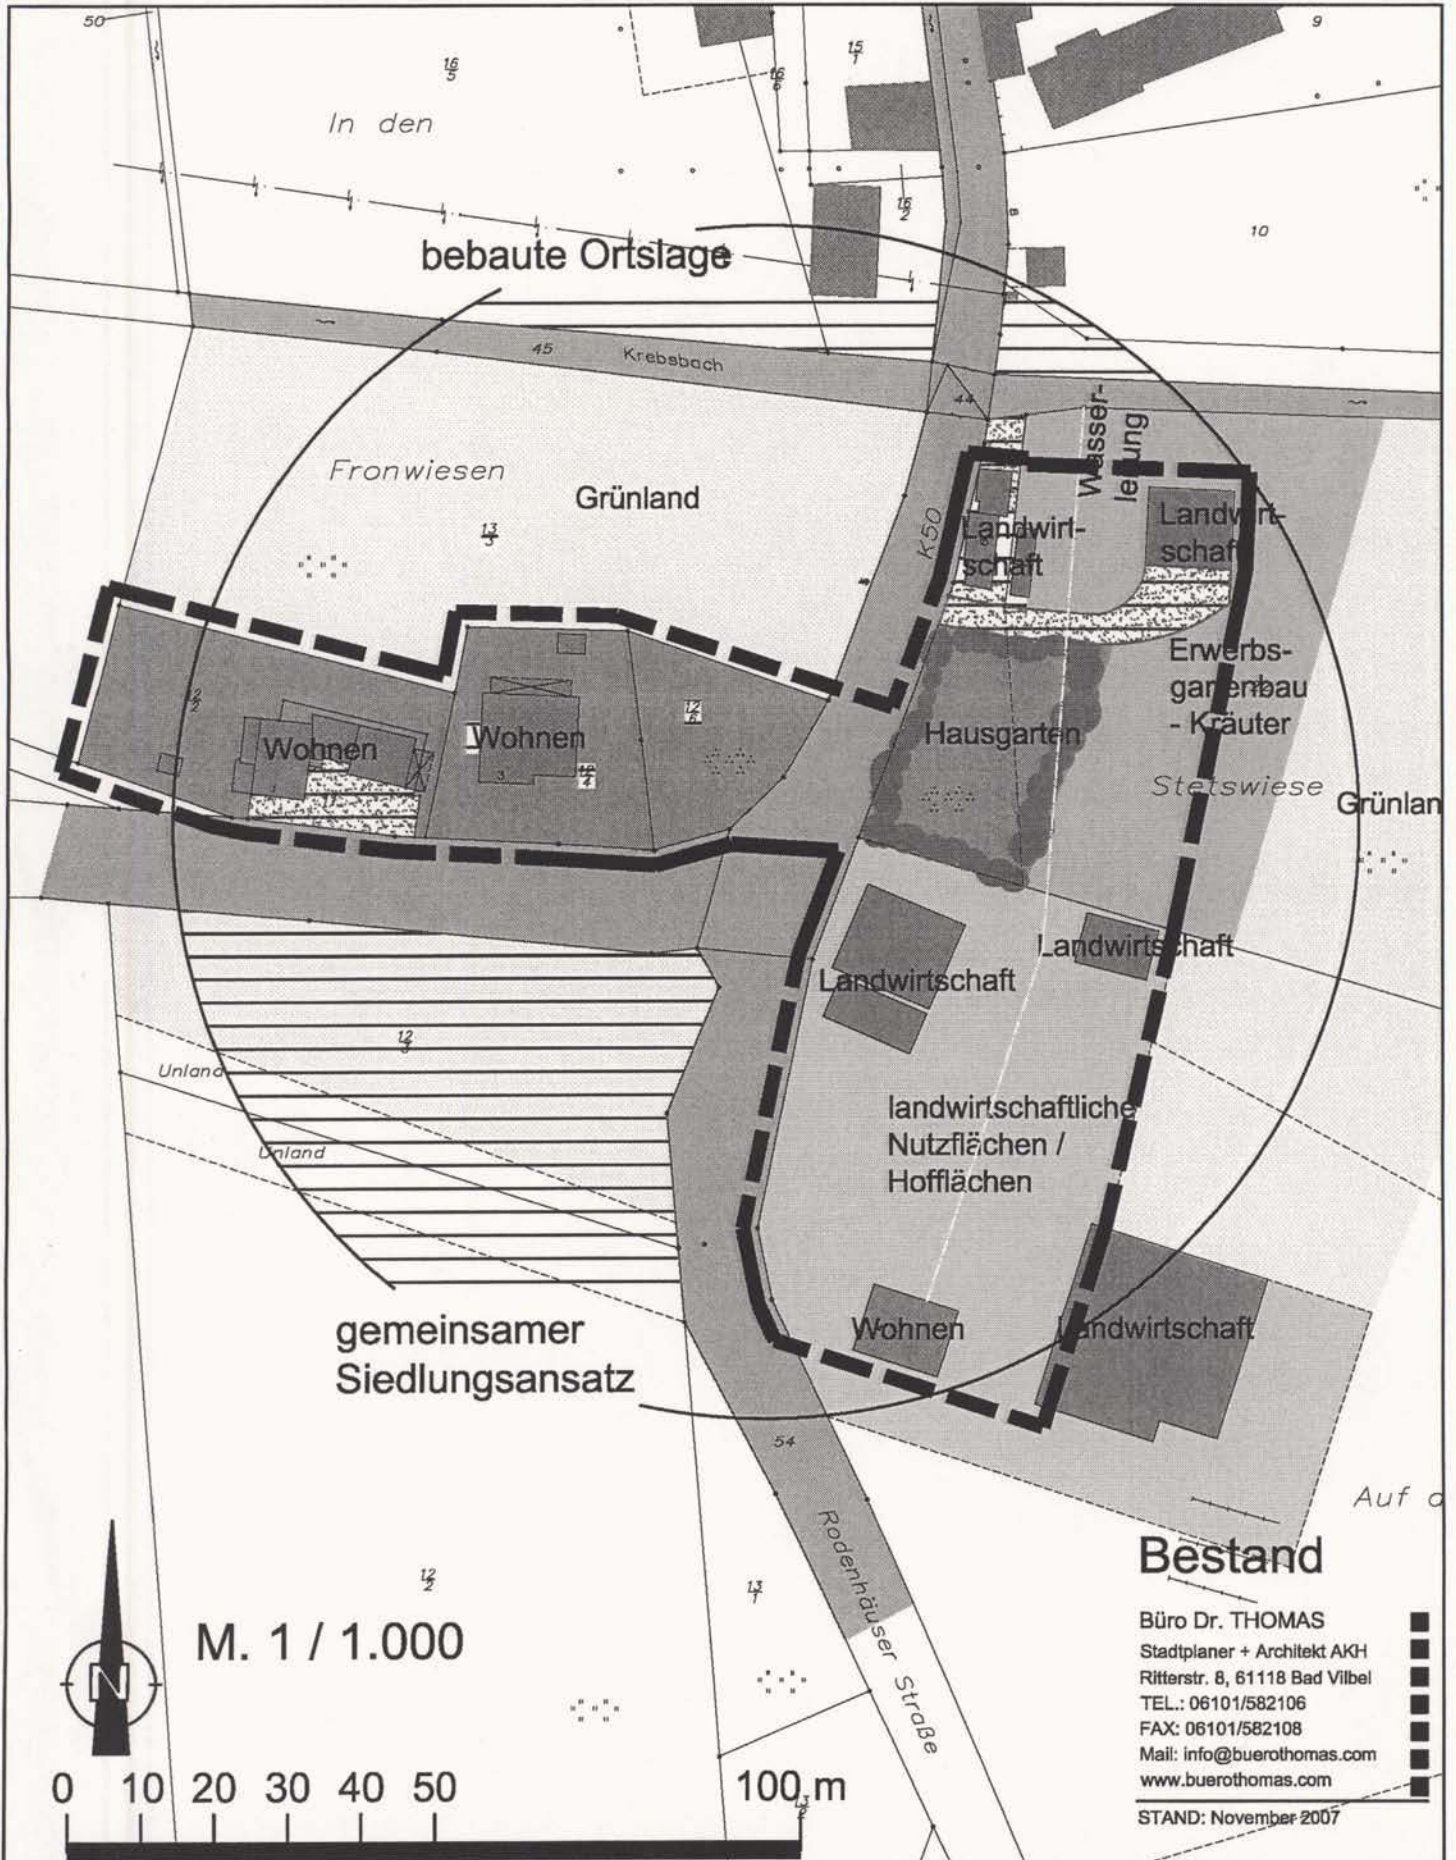 50
16/5
15/1
9
16/6
In den
16/2
10
bebaute Ortslage
45
Krebsbach
44
Wasser-
leitung
Fronwiesen
Grünland
13/3
K50
Landwirt-
schaft
Landwirt-
schaft
Erwerbs-
gartenbau
- Kräuter
12/6
Hausgarten
Wohnen
Wohnen
3
12/4
Stetswiese
Grünlan
Landwirtschaft
Landwirtschaft
12/3
Unland
Unland
landwirtschaftliche
Nutzflächen /
Hofflächen
gemeinsamer
Siedlungsansatz
Wohnen
Landwirtschaft
54
Auf d
Rodenhäuser Straße
12/2
13/1
M. 1 / 1.000
N
0 10 20 30 40 50 100 m
13/2
Bestand
Büro Dr. THOMAS
Stadtplaner + Architekt AKH
Ritterstr. 8, 61118 Bad Vilbel
TEL.: 06101/582106
FAX: 06101/582108
Mail: info@buerothomas.com
www.buerothomas.com
STAND: November 2007